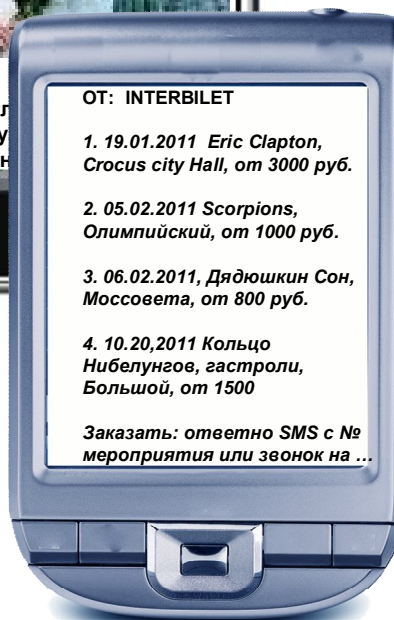 ОТ: INTERBILET
1. 19.01.2011 Eric Clapton,
Crocus city Hall, от 3000 руб.
2. 05.02.2011 Scorpions,
Олимпийский, от 1000 руб.
3. 06.02.2011, Дядюшкин Сон,
Моссовета, от 800 руб.
4. 10.20,2011 Кольцо
Нибелунгов, гастроли,
Большой, от 1500
Заказать: ответно SMS с №
мероприятия или звонок на ...